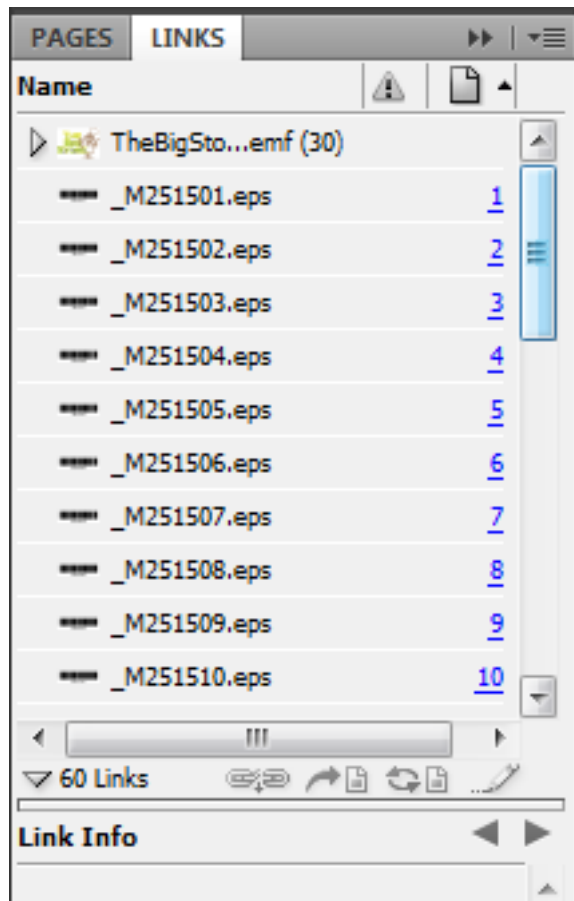 PAGES LINKS
Name
TheBigSto...emf (30)
_M251501.eps 1
_M251502.eps 2
_M251503.eps 3
_M251504.eps 4
_M251505.eps 5
_M251506.eps 6
_M251507.eps 7
_M251508.eps 8
_M251509.eps 9
_M251510.eps 10
60 Links
Link Info